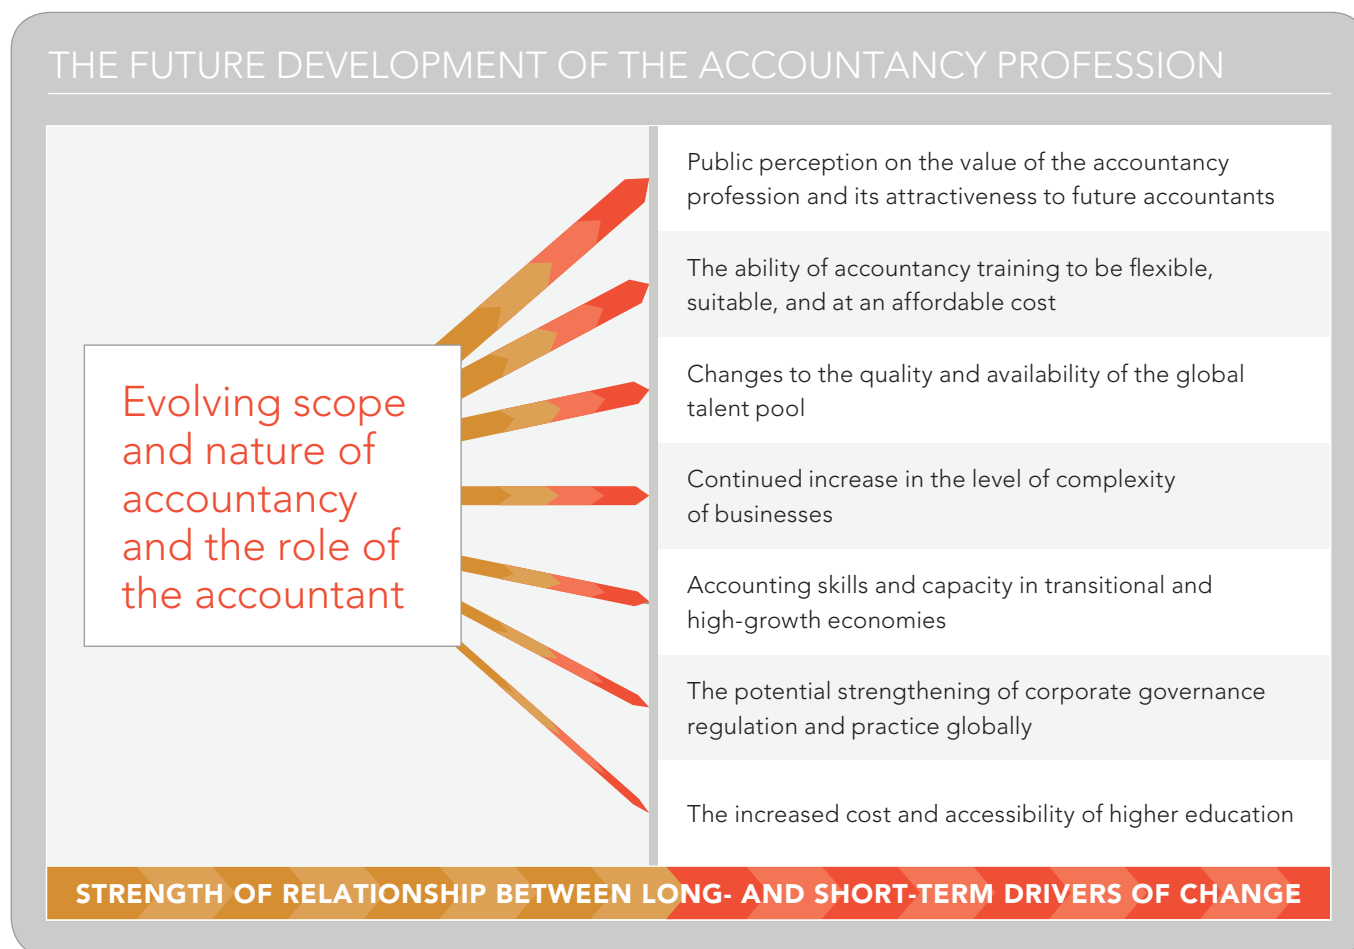 THE FUTURE DEVELOPMENT OF THE ACCOUNTANCY PROFESSION
Evolving scope
and nature of
accountancy
and the role of
the accountant
Public perception on the value of the accountancy
profession and its attractiveness to future accountants
The ability of accountancy training to be flexible,
suitable, and at an affordable cost
Changes to the quality and availability of the global
talent pool
Continued increase in the level of complexity
of businesses
Accounting skills and capacity in transitional and
high-growth economies
The potential strengthening of corporate governance
regulation and practice globally
The increased cost and accessibility of higher education
STRENGTH OF RELATIONSHIP BETWEEN LONG- AND SHORT-TERM DRIVERS OF CHANGE